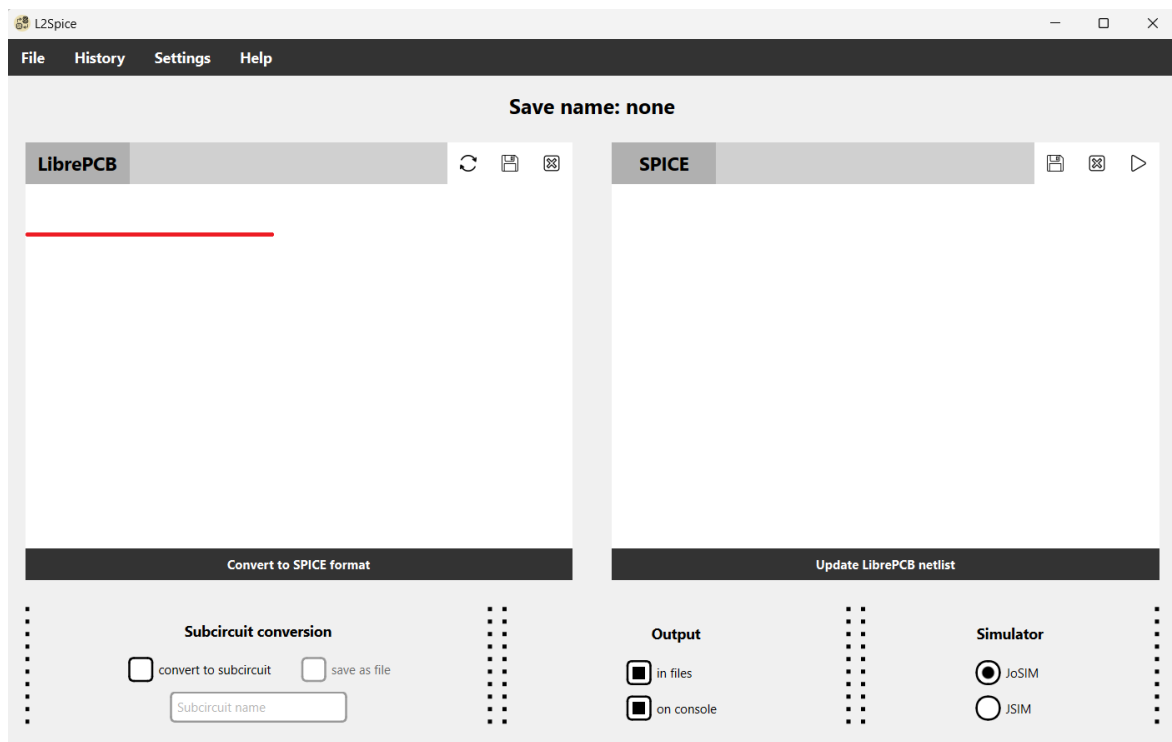 L2Spice
File History Settings Help
Save name: none
LibrePCB
SPICE
Convert to SPICE format
Update LibrePCB netlist
Subcircuit conversion
convert to subcircuit save as file
Subcircuit name
Output
in files
on console
Simulator
JoSIM
JSIM